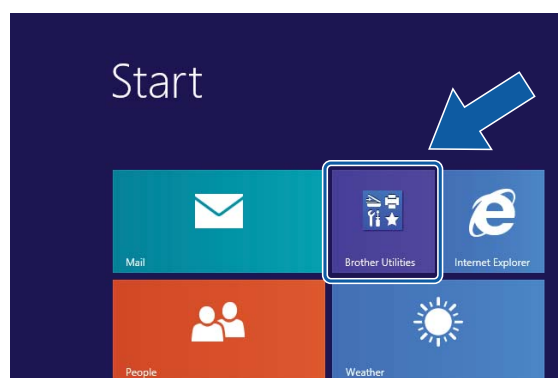 Start
Mail
Brother Utilities
Internet Explorer
People
Weather